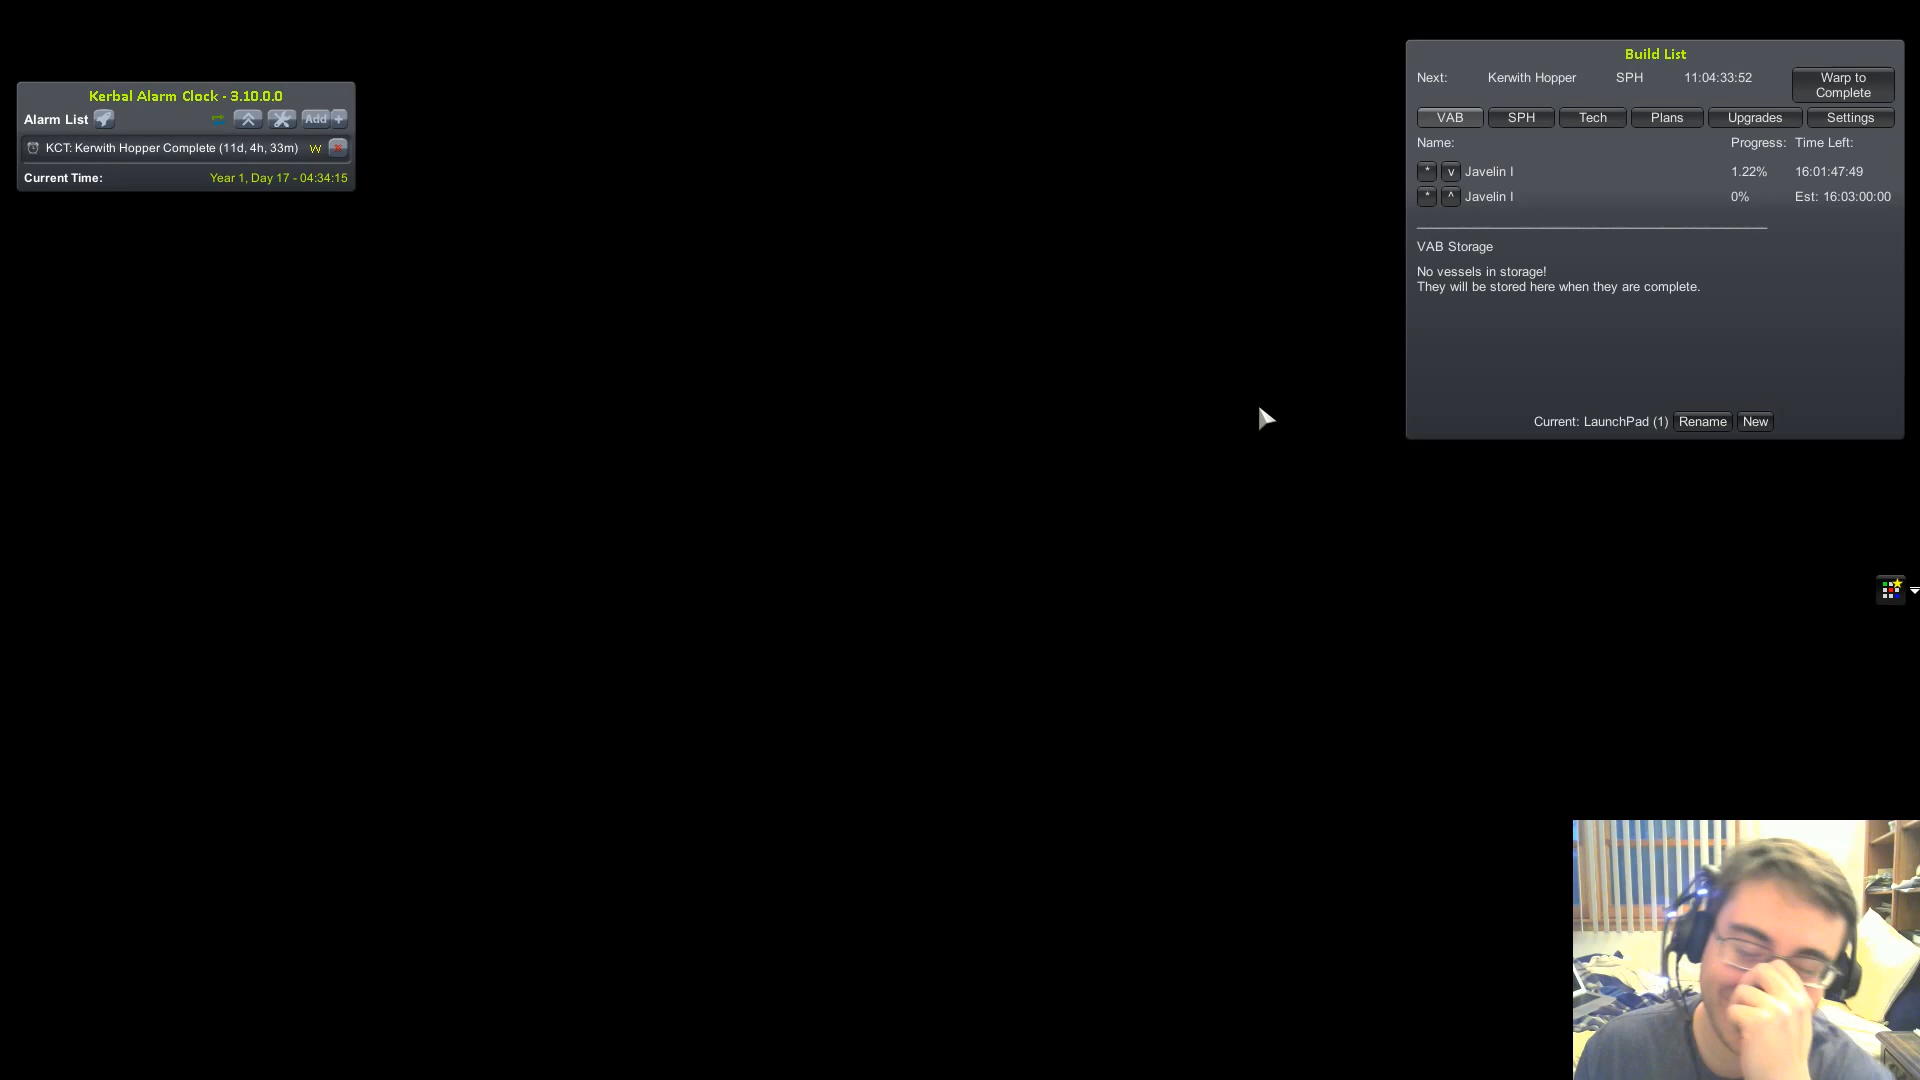 Kerbal Alarm Clock - 3.10.0.0
Alarm List Add +
KCT: Kerwith Hopper Complete (11d, 4h, 33m) W
Current Time: Year 1, Day 17 - 04:34:15
Build List
Next: Kerwith Hopper SPH 11:04:33:52 Warp to Complete
VAB SPH Tech Plans Upgrades Settings
Name: Progress: Time Left:
* v Javelin I 1.22% 16:01:47:49
* ^ Javelin I 0% Est: 16:03:00:00
VAB Storage
No vessels in storage!
They will be stored here when they are complete.
Current: LaunchPad (1) Rename New